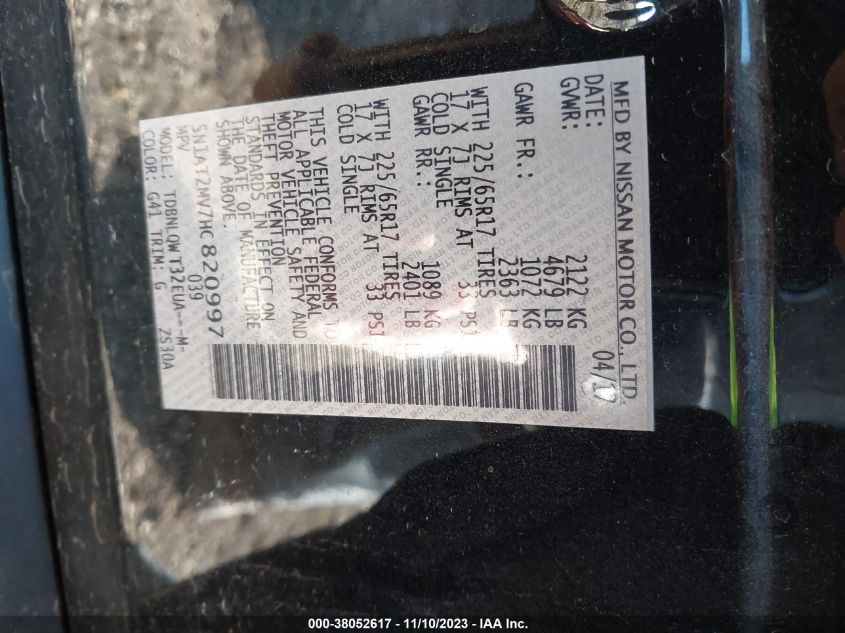 MFD BY NISSAN MOTOR CO., LTD.
DATE: 04/17
GVWR: 2122 KG
4679 LB
GAWR FR.: 1072 KG
2363 LB
WITH 225/65R17 TIRES
17 X 7J RIMS AT 33 PSI
COLD SINGLE
GAWR RR.: 1089 KG
2401 LB
WITH 225/65R17 TIRES
17 X 7J RIMS AT 33 PSI
COLD SINGLE
THIS VEHICLE CONFORMS TO
ALL APPLICABLE FEDERAL
MOTOR VEHICLE SAFETY AND
THEFT PREVENTION
STANDARDS IN EFFECT ON
THE DATE OF MANUFACTURE
SHOWN ABOVE.
5N1AT2MV7HC820997
MPV 039
MODEL: TDBNLQW T32EUA---M-
COLOR: G41 TRIM: G ZS30A
000-38052617 - 11/10/2023 - IAA Inc.